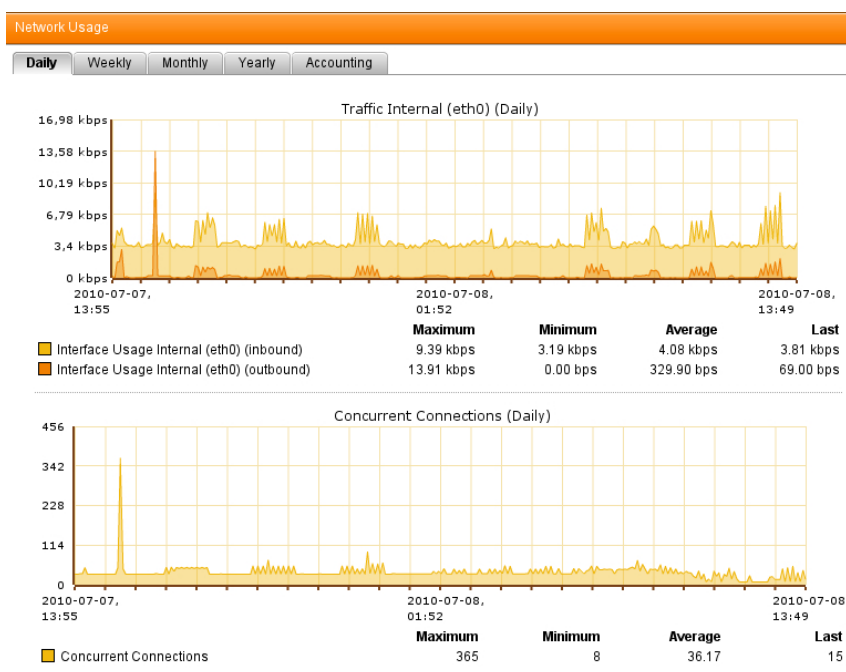 Network Usage
Daily Weekly Monthly Yearly Accounting
Traffic Internal (eth0) (Daily)
16,98 kbps
13,58 kbps
10,19 kbps
6,79 kbps
3,4 kbps
0 kbps
2010-07-07, 2010-07-08, 2010-07-08,
13:55 01:52 13:49
Maximum Minimum Average Last
Interface Usage Internal (eth0) (inbound) 9.39 kbps 3.19 kbps 4.08 kbps 3.81 kbps
Interface Usage Internal (eth0) (outbound) 13.91 kbps 0.00 bps 329.90 bps 69.00 bps
Concurrent Connections (Daily)
456
342
228
114
0
2010-07-07, 2010-07-08, 2010-07-08
13:55 01:52 13:49
Maximum Minimum Average Last
Concurrent Connections 365 8 36.17 15